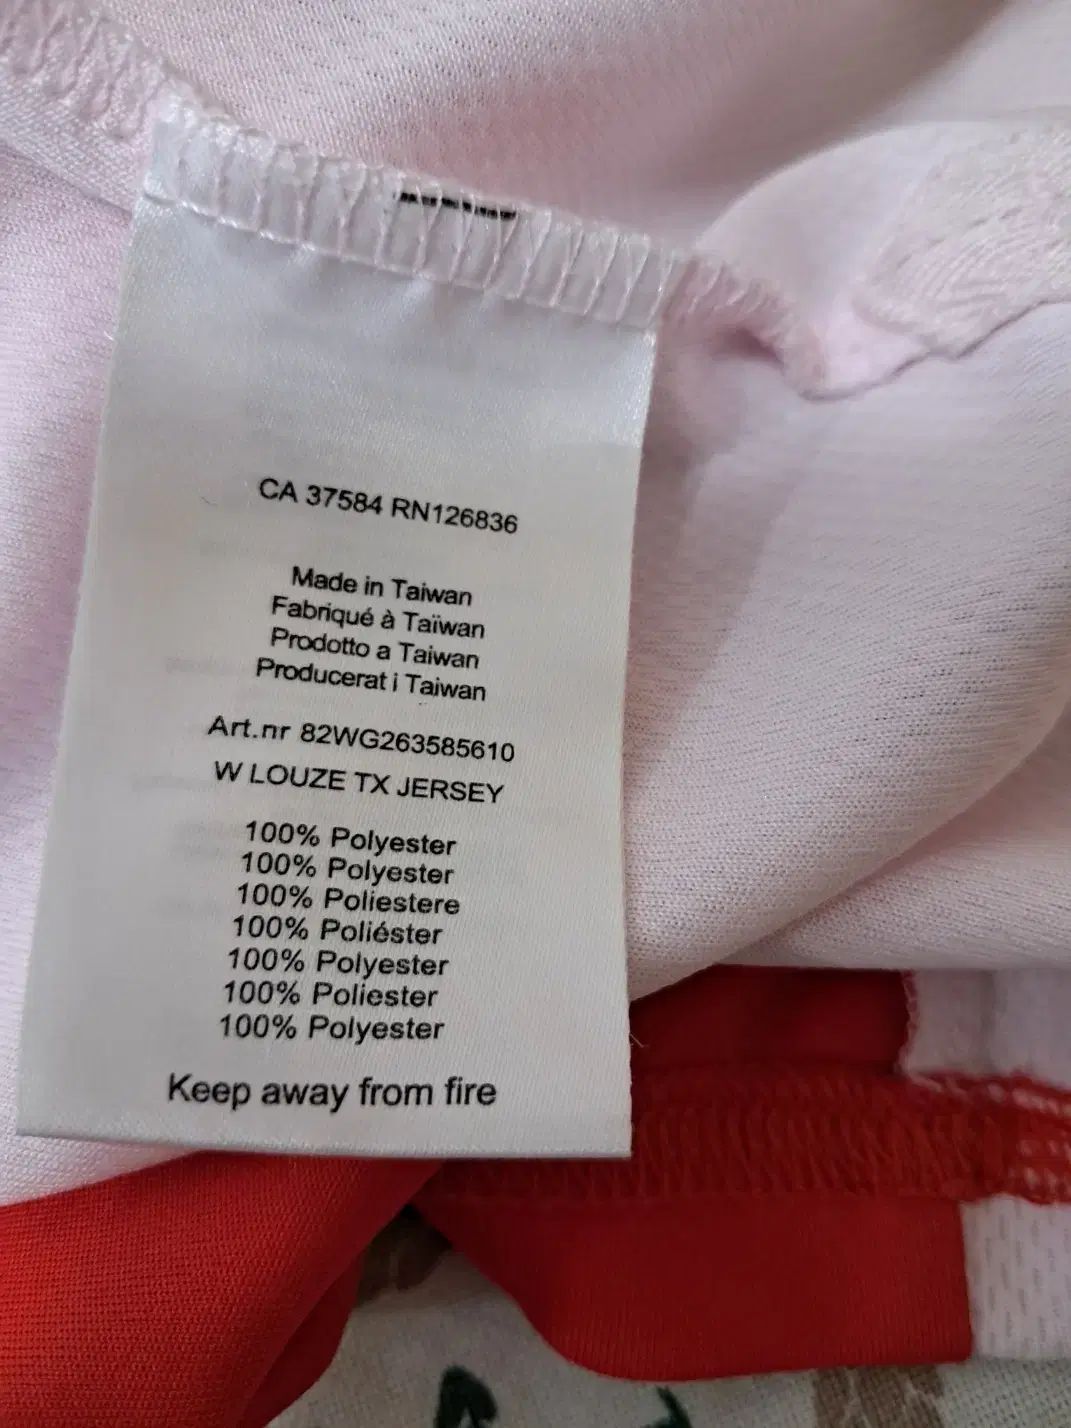 CA 37584 RN126836
Made in Taiwan
Fabriqué à Taïwan
Prodotto a Taiwan
Producerat i Taiwan
Art.nr 82WG263585610
W LOUZE TX JERSEY
100% Polyester
100% Polyester
100% Poliestere
100% Poliéster
100% Polyester
100% Poliester
100% Polyester
Keep away from fire